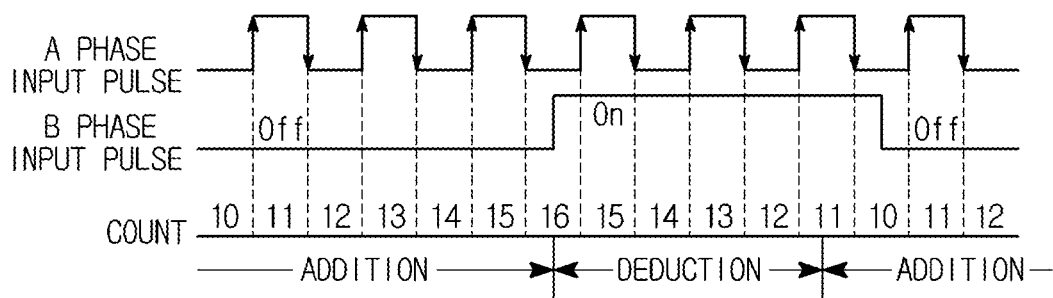 A PHASE
INPUT PULSE
B PHASE
INPUT PULSE
Off
On
Off
COUNT
10 11 12 13 14 15 16 15 14 13 12 11 10 11 12
ADDITION DEDUCTION ADDITION